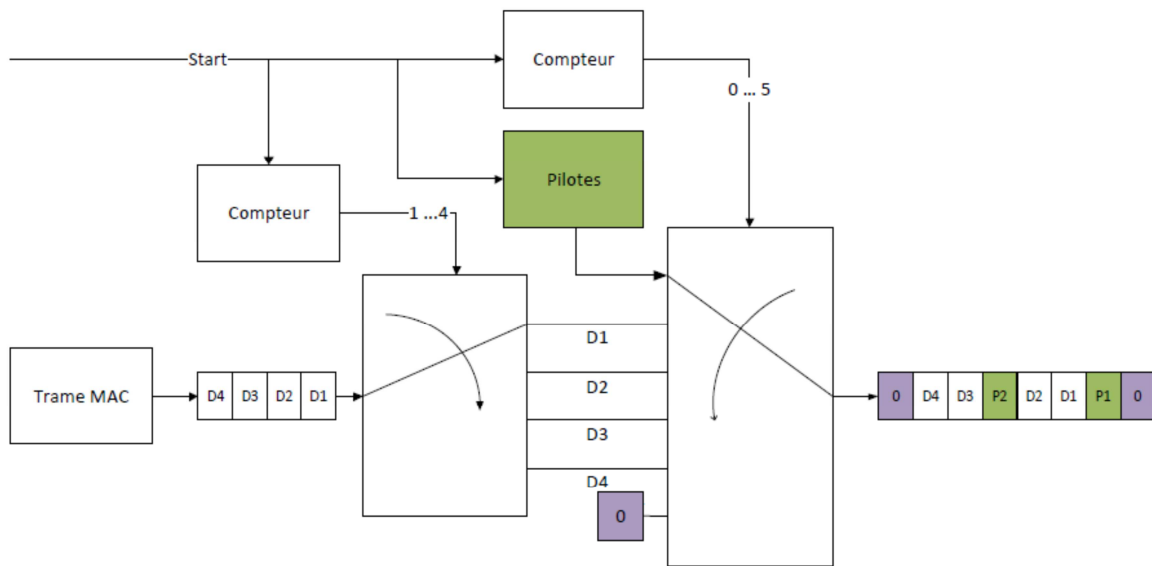 Start
Compteur
0 ... 5
Pilotes
Compteur
1 ...4
D1
Trame MAC
D4 D3 D2 D1
D2
0 D4 D3 P2 D2 D1 P1 0
D3
D4
0